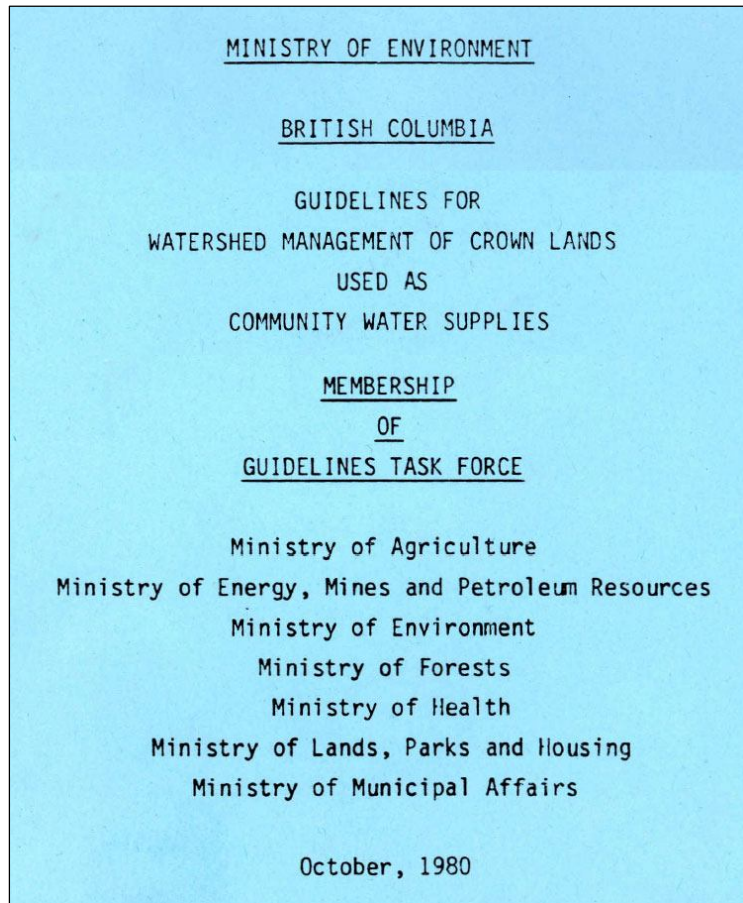 MINISTRY OF ENVIRONMENT
BRITISH COLUMBIA
GUIDELINES FOR
WATERSHED MANAGEMENT OF CROWN LANDS
USED AS
COMMUNITY WATER SUPPLIES
MEMBERSHIP
OF
GUIDELINES TASK FORCE
Ministry of Agriculture
Ministry of Energy, Mines and Petroleum Resources
Ministry of Environment
Ministry of Forests
Ministry of Health
Ministry of Lands, Parks and Housing
Ministry of Municipal Affairs
October, 1980